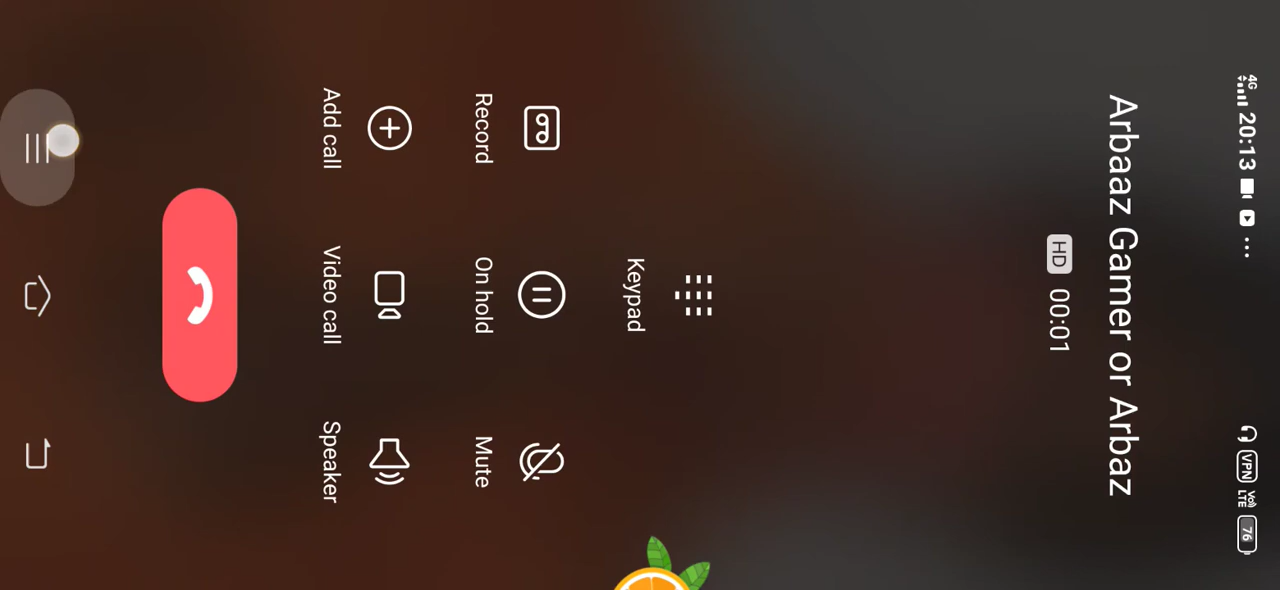 4G 20:13 ... VPN VoLTE 76
Arbaaz Gamer or Arbaz
HD 00:01
Keypad
Record On hold Mute
Add call Video call Speaker